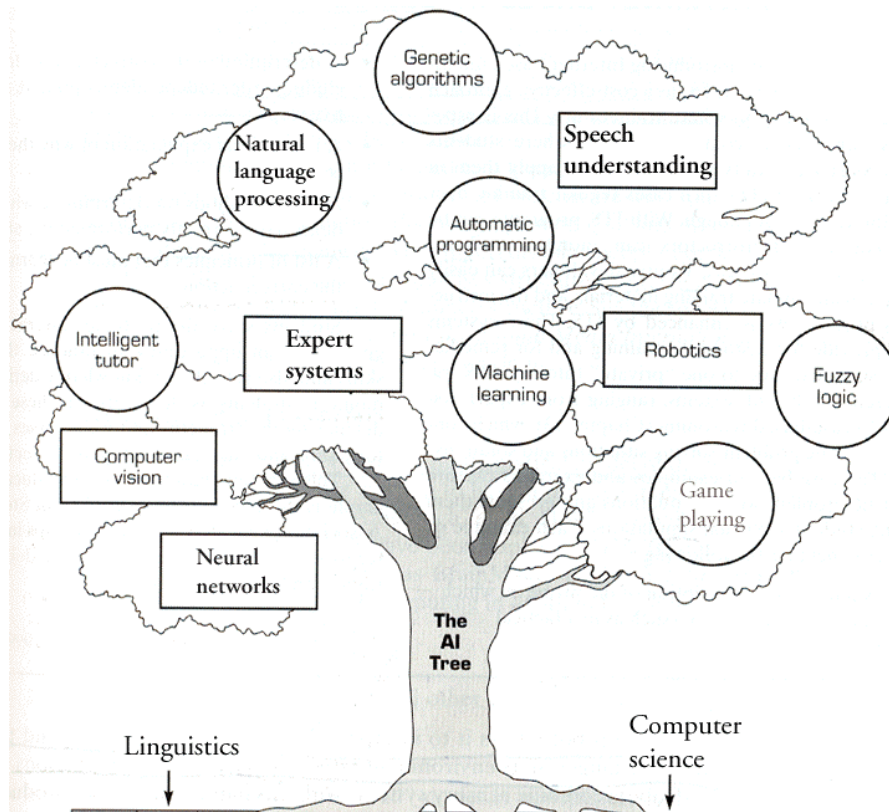 Genetic
algorithms
Speech
understanding
Natural
language
processing
Automatic
programming
Intelligent
tutor
Expert
systems
Machine
learning
Robotics
Fuzzy
logic
Computer
vision
Game
playing
Neural
networks
The
AI
Tree
Linguistics
Computer
science